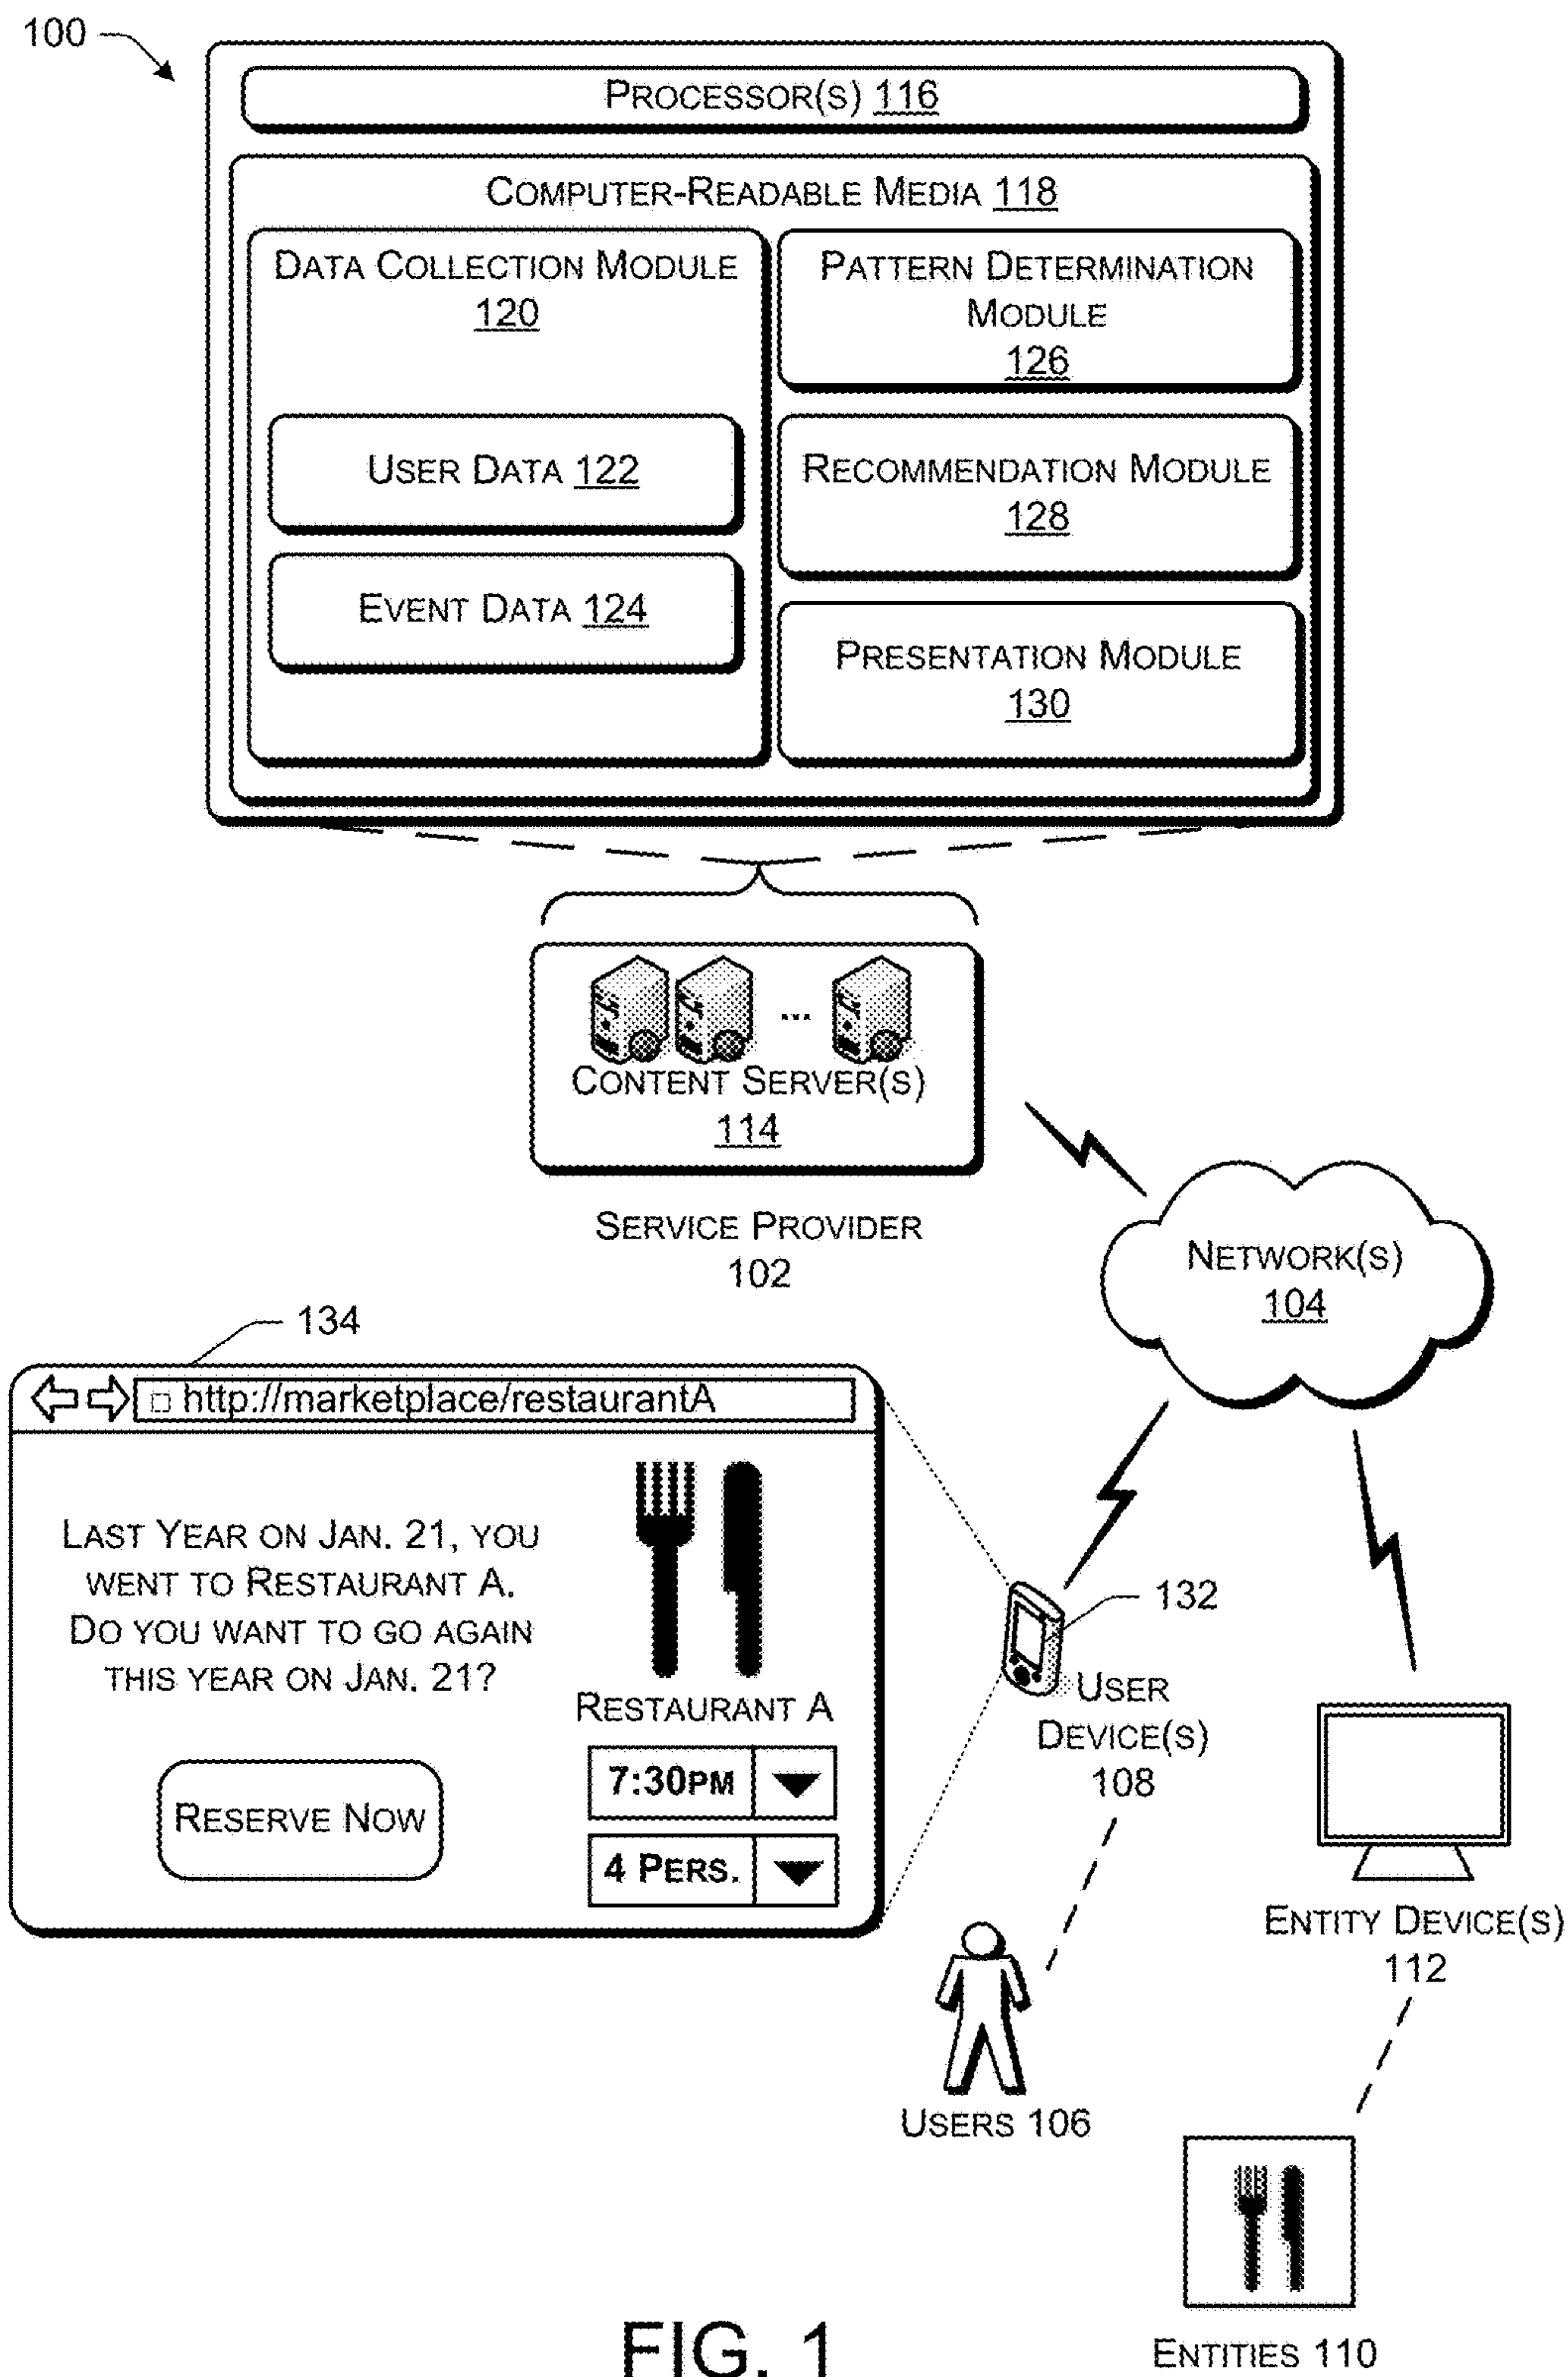 100
PROCESSOR(S) 116
COMPUTER-READABLE MEDIA 118
DATA COLLECTION MODULE
120
USER DATA 122
EVENT DATA 124
PATTERN DETERMINATION
MODULE
126
RECOMMENDATION MODULE
128
PRESENTATION MODULE
130
...
CONTENT SERVER(S)
114
SERVICE PROVIDER
102
NETWORK(S)
104
134
http://marketplace/restaurantA
LAST YEAR ON JAN. 21, YOU
WENT TO RESTAURANT A.
DO YOU WANT TO GO AGAIN
THIS YEAR ON JAN. 21?
RESERVE NOW
RESTAURANT A
7:30PM
4 PERS.
132
USER
DEVICE(S)
108
ENTITY DEVICE(S)
112
USERS 106
ENTITIES 110
FIG. 1